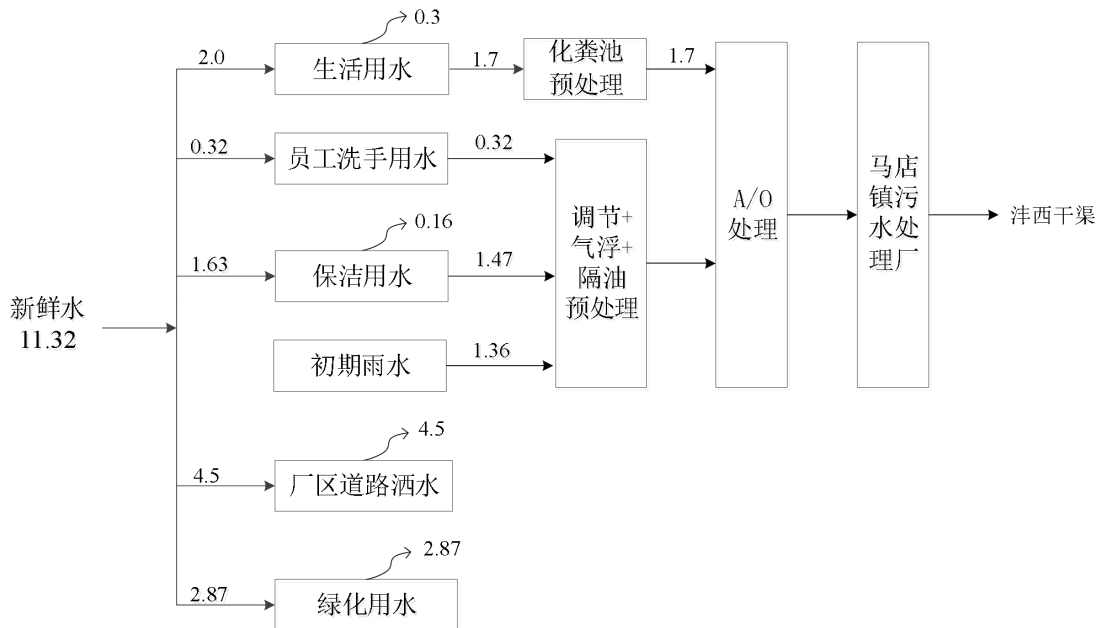 0.3
2.0
生活用水
1.7
化粪池
预处理
1.7
0.32
员工洗手用水
0.32
0.16
1.63
保洁用水
1.47
调节+
气浮+
隔油
预处理
A/O
处理
马店
镇污
水处
理厂
沣西干渠
新鲜水
11.32
初期雨水
1.36
4.5
4.5
厂区道路洒水
2.87
2.87
绿化用水